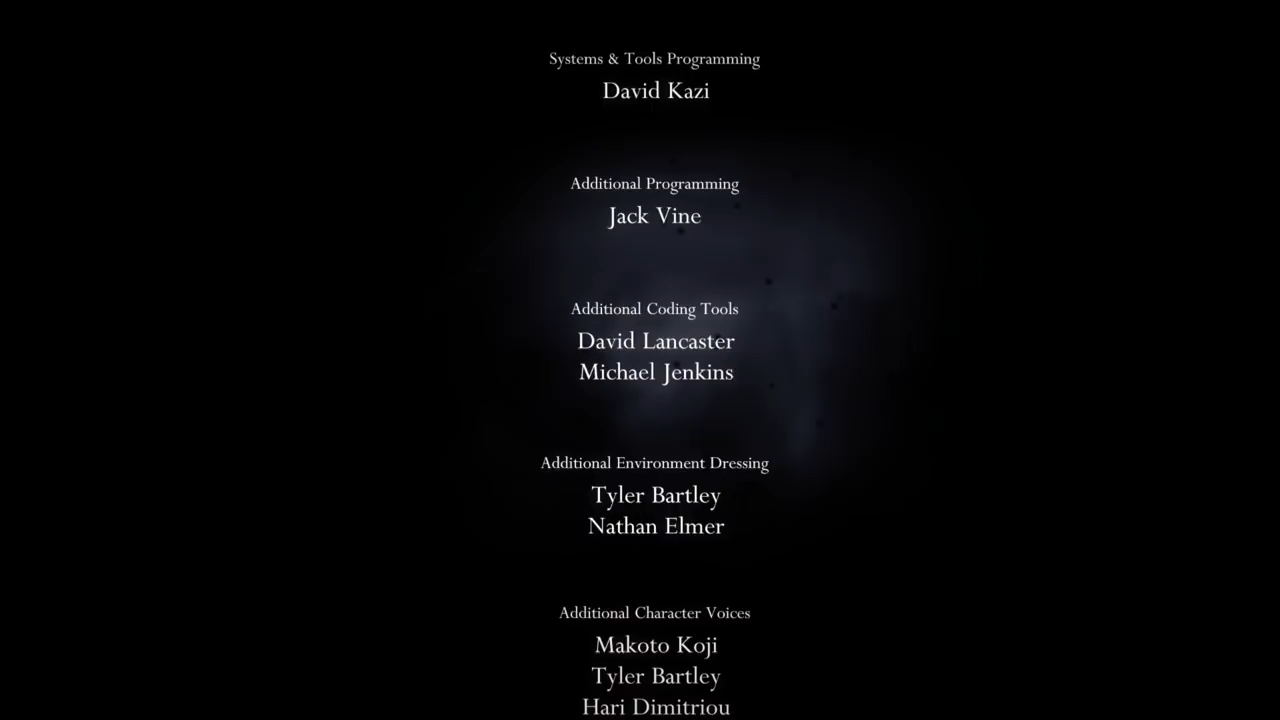 Systems & Tools Programming
David Kazi
Additional Programming
Jack Vine
Additional Coding Tools
David Lancaster
Michael Jenkins
Additional Environment Dressing
Tyler Bartley
Nathan Elmer
Additional Character Voices
Makoto Koji
Tyler Bartley
Hari Dimitriou